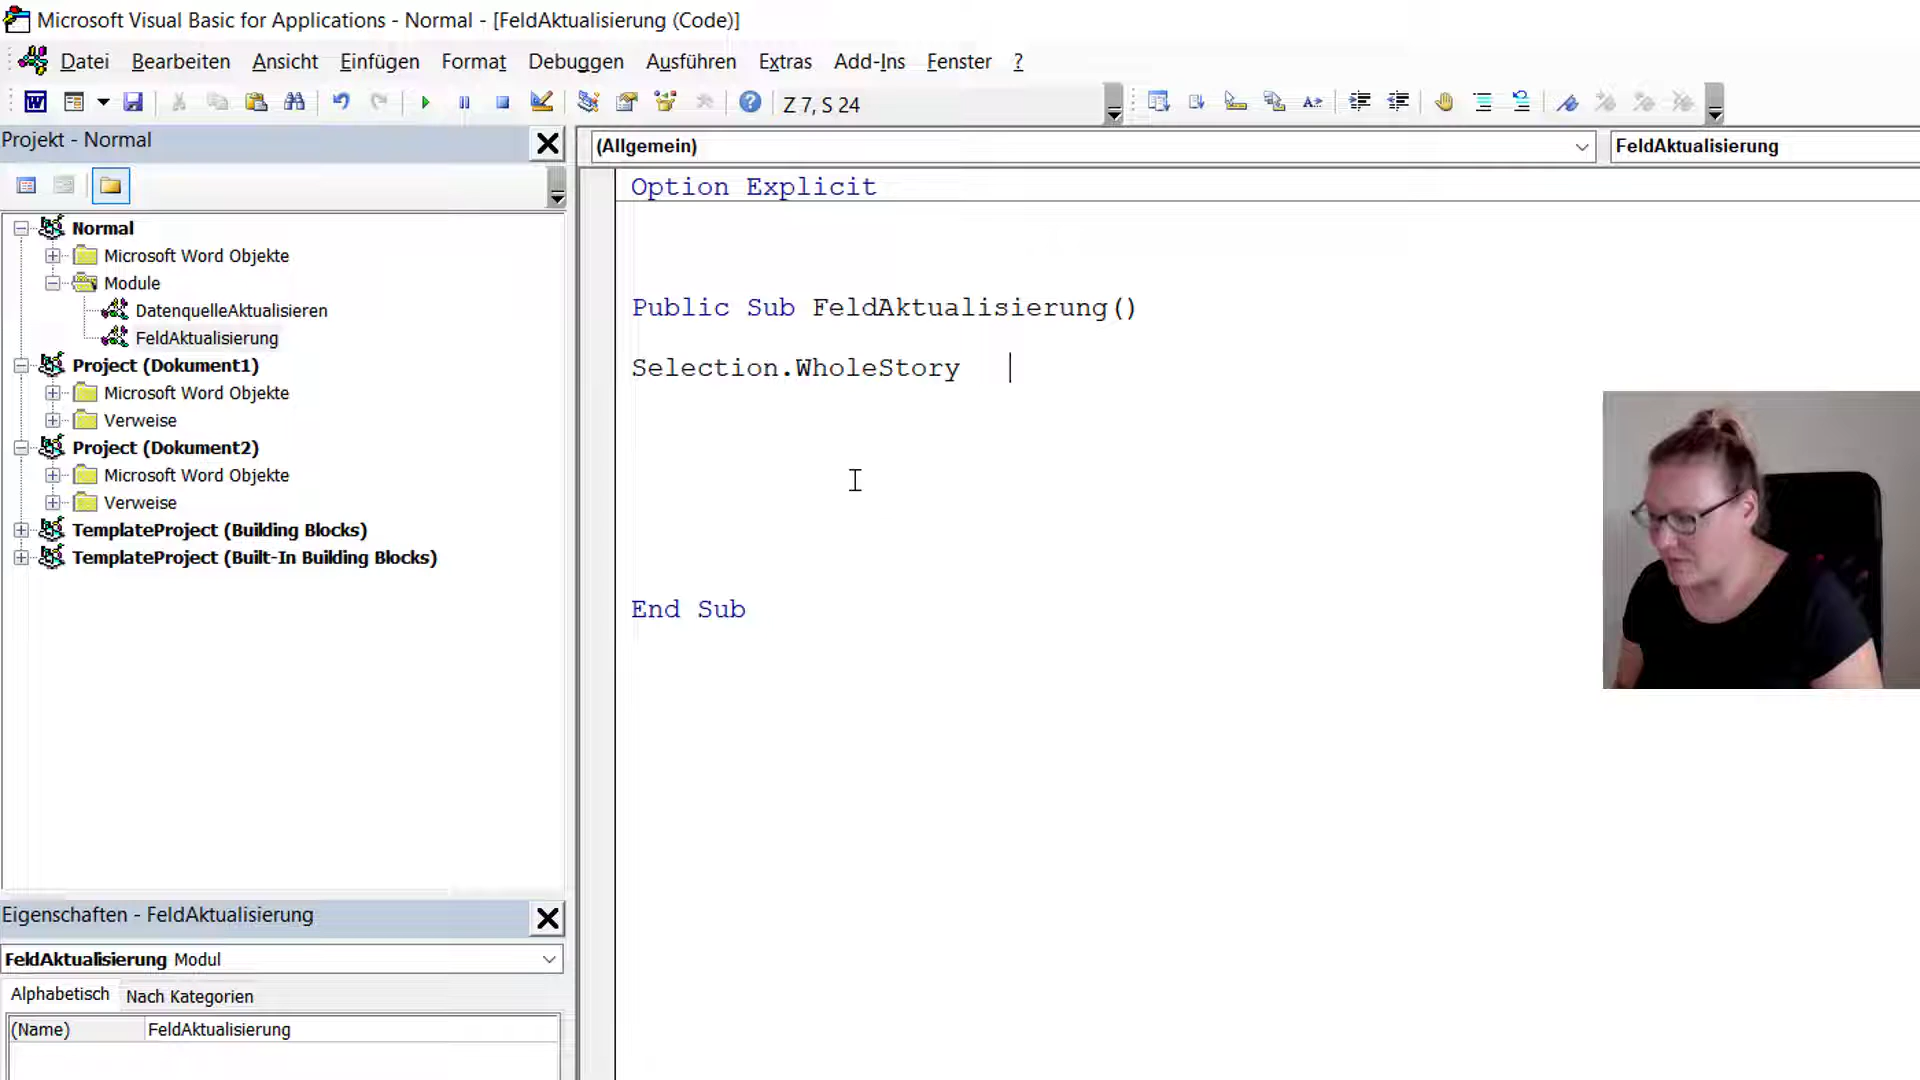 Microsoft Visual Basic for Applications - Normal - [FeldAktualisierung (Code)]
Datei Bearbeiten Ansicht Einfügen Format Debuggen Ausführen Extras Add-Ins Fenster ?
Z 7, S 24
Projekt - Normal
(Allgemein)
FeldAktualisierung
Normal
Microsoft Word Objekte
Module
DatenquelleAktualisieren
FeldAktualisierung
Project (Dokument1)
Microsoft Word Objekte
Verweise
Project (Dokument2)
Microsoft Word Objekte
Verweise
TemplateProject (Building Blocks)
TemplateProject (Built-In Building Blocks)
Option Explicit
Public Sub FeldAktualisierung()
Selection.WholeStory
End Sub
Eigenschaften - FeldAktualisierung
FeldAktualisierung Modul
Alphabetisch Nach Kategorien
(Name) FeldAktualisierung